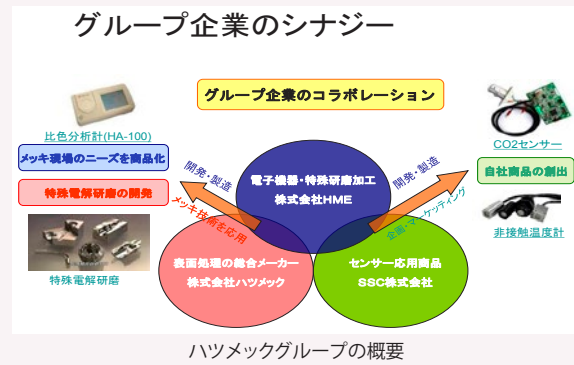 グループ企業のシナジー
グループ企業のコラボレーション
比色分析計(HA-100)
メッキ現場のニーズを商品化
特殊電解研磨の開発
特殊電解研磨
開発・製造
メッキ技術を応用
電子機器・特殊研磨加工
株式会社HME
表面処理の総合メーカー
株式会社ハツメック
センサー応用商品
SSC株式会社
開発・製造
企画・マーケッティング
CO2センサー
自社商品の創出
非接触温度計
ハツメックグループの概要